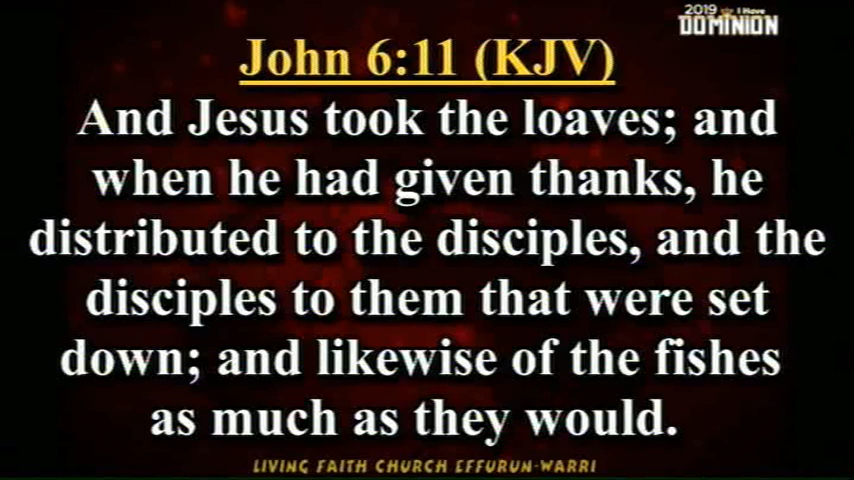 2019 I Have
DOMINION
John 6:11 (KJV)
And Jesus took the loaves; and
when he had given thanks, he
distributed to the disciples, and the
disciples to them that were set
down; and likewise of the fishes
as much as they would.
LIVING FAITH CHURCH EFFURUN-WARRI